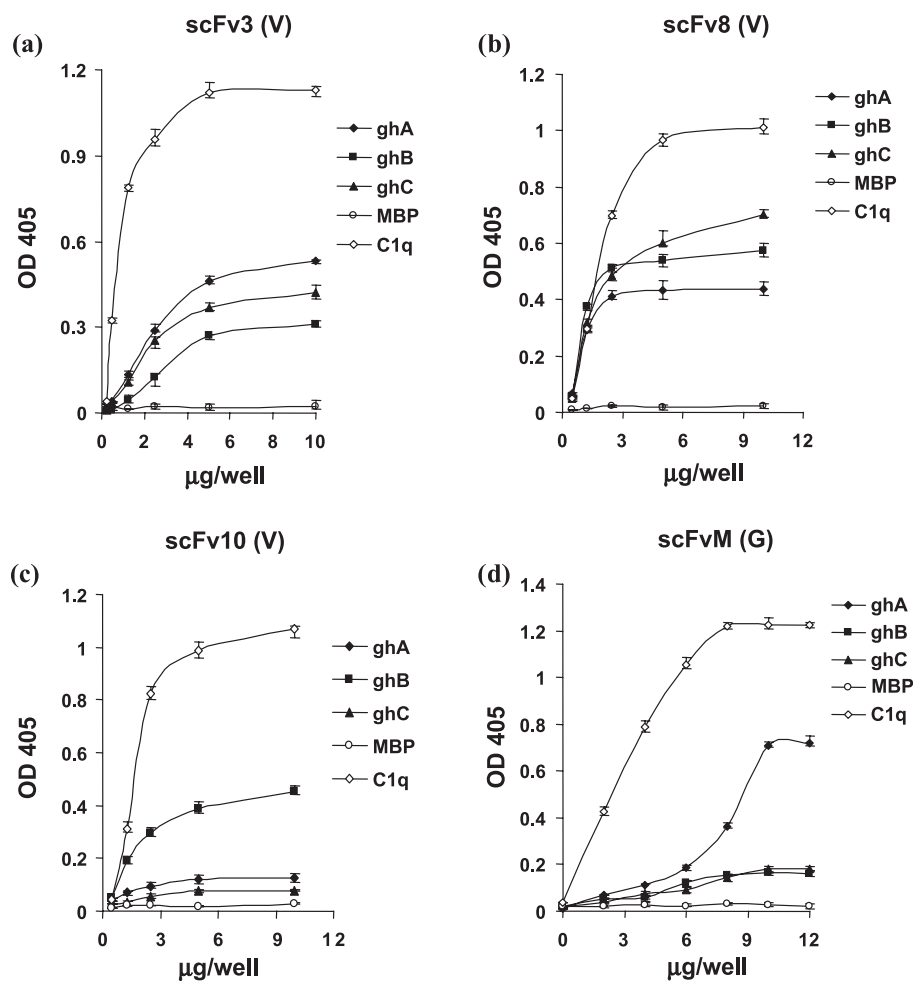 (a)
scFv3 (V)
1.2
0.9
0.6
0.3
0
OD 405
0 2 4 6 8 10
μg/well
ghA
ghB
ghC
MBP
C1q
(b)
scFv8 (V)
1.2
1
0.8
0.6
0.4
0.2
0
OD 405
0 3 6 9 12
μg/well
ghA
ghB
ghC
MBP
C1q
(c)
scFv10 (V)
1.2
1
0.8
0.6
0.4
0.2
0
OD 405
0 3 6 9 12
μg/well
ghA
ghB
ghC
MBP
C1q
(d)
scFvM (G)
1.4
1.2
1
0.8
0.6
0.4
0.2
0
OD 405
0 3 6 9 12
μg/well
ghA
ghB
ghC
MBP
C1q